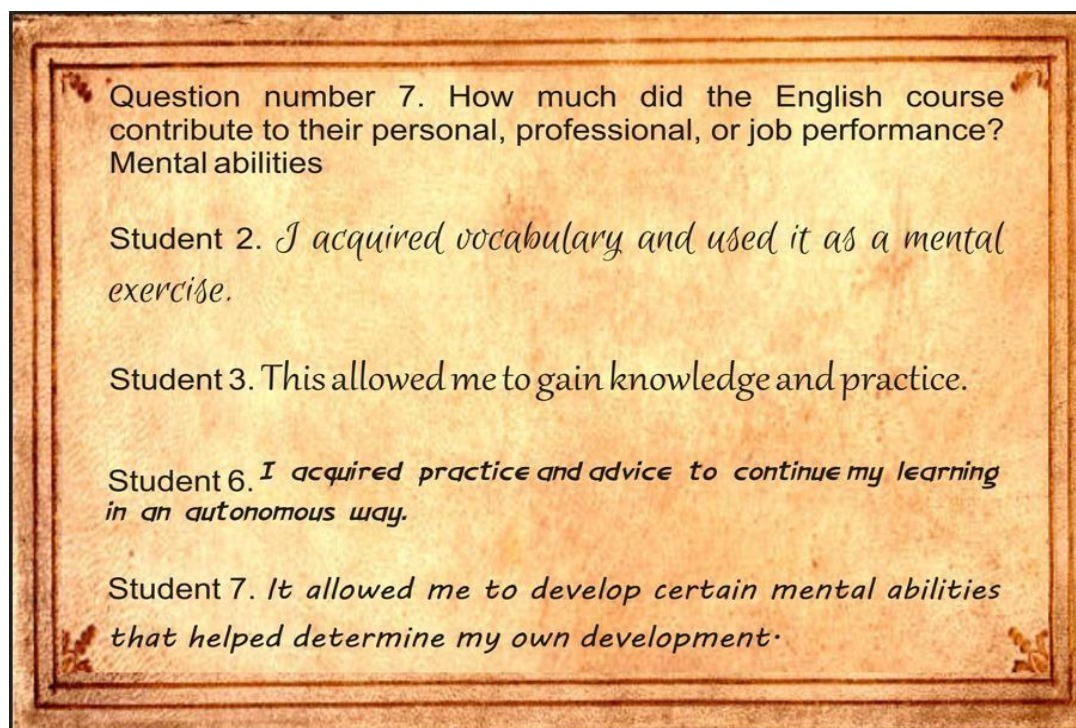 Question number 7. How much did the English course
contribute to their personal, professional, or job performance?
Mental abilities
Student 2. I acquired vocabulary and used it as a mental
exercise.
Student 3. This allowed me to gain knowledge and practice.
Student 6. I acquired practice and advice to continue my learning
in an autonomous way.
Student 7. It allowed me to develop certain mental abilities
that helped determine my own development.